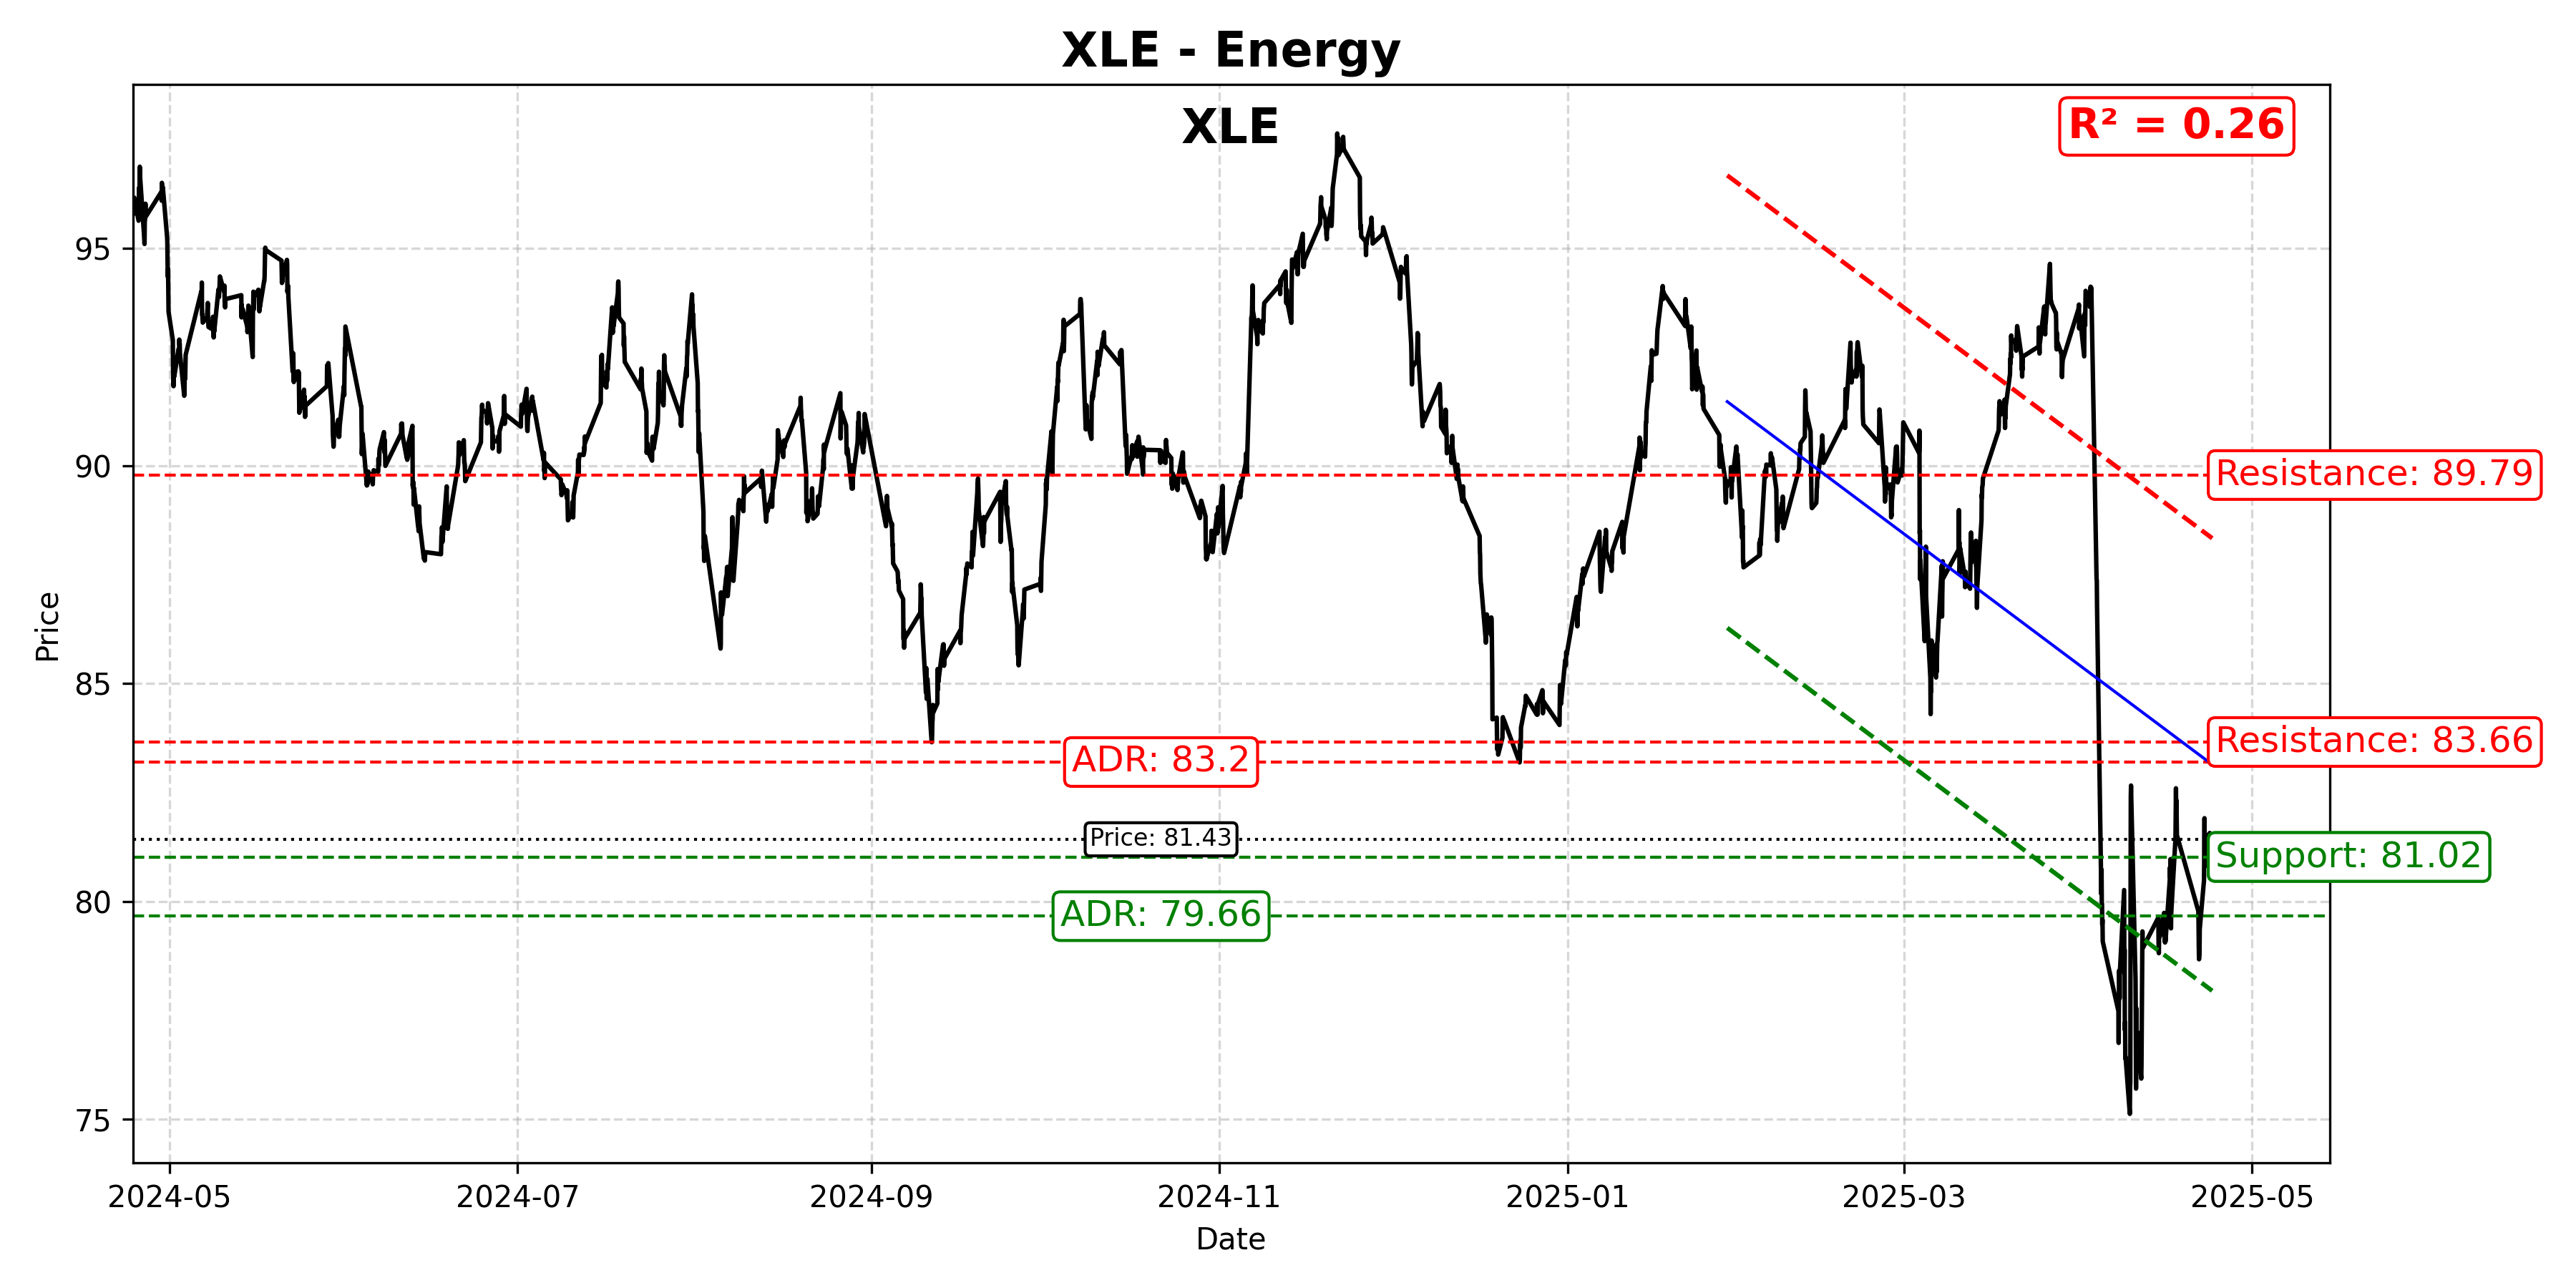 XLE - Energy
XLE
R² = 0.26
95
90
85
80
75
Price
Resistance: 89.79
Resistance: 83.66
ADR: 83.2
Price: 81.43
Support: 81.02
ADR: 79.66
2024-05
2024-07
2024-09
2024-11
2025-01
2025-03
2025-05
Date